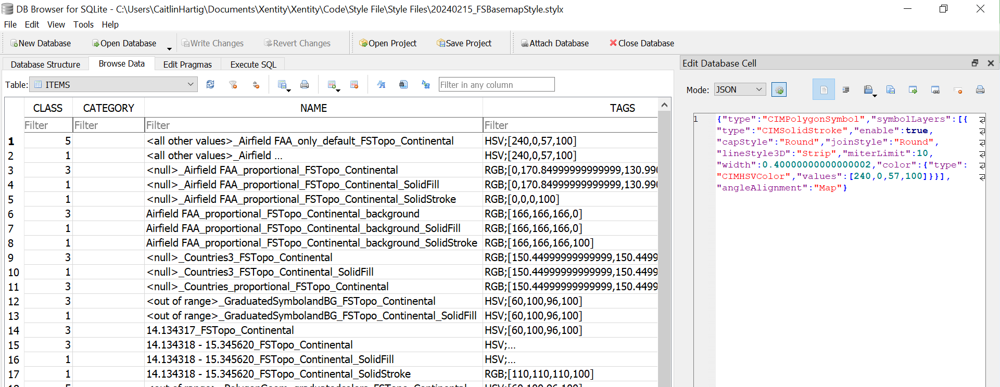 DB Browser for SQLite - C:\Users\CaitlinHartig\Documents\Xentity\Xentity\Code\Style File\Style Files\20240215_FSBasemapStyle.stylx
File Edit View Tools Help
New Database Open Database Write Changes Revert Changes Open Project Save Project Attach Database Close Database
Database Structure Browse Data Edit Pragmas Execute SQL
Table: ITEMS Filter in any column
CLASS CATEGORY NAME TAGS
Filter Filter Filter Filter
1 5 <all other values>_Airfield FAA_only_default_FSTopo_Continental HSV;[240,0,57,100]
2 1 <all other values>_Airfield ... HSV;[240,0,57,100]
3 3 <null>_Airfield FAA_proportional_FSTopo_Continental RGB;[0,170.84999999999999,130.990
4 1 <null>_Airfield FAA_proportional_FSTopo_Continental_SolidFill RGB;[0,170.84999999999999,130.990
5 1 <null>_Airfield FAA_proportional_FSTopo_Continental_SolidStroke RGB;[0,0,0,100]
6 3 Airfield FAA_proportional_FSTopo_Continental_background RGB;[166,166,166,0]
7 1 Airfield FAA_proportional_FSTopo_Continental_background_SolidFill RGB;[166,166,166,0]
8 1 Airfield FAA_proportional_FSTopo_Continental_background_SolidStroke RGB;[166,166,166,100]
9 3 <null>_Countries3_FSTopo_Continental RGB;[150.44999999999999,150.4499
10 1 <null>_Countries3_FSTopo_Continental_SolidFill RGB;[150.44999999999999,150.4499
11 3 <null>_Countries_proportional_FSTopo_Continental RGB;[150.44999999999999,150.4499
12 3 <out of range>_GraduatedSymbolandBG_FSTopo_Continental HSV;[60,100,96,100]
13 1 <out of range>_GraduatedSymbolandBG_FSTopo_Continental_SolidFill HSV;[60,100,96,100]
14 3 14.134317_FSTopo_Continental HSV;[60,100,96,100]
15 3 14.134318 - 15.345620_FSTopo_Continental HSV;...
16 1 14.134318 - 15.345620_FSTopo_Continental_SolidFill HSV;...
17 1 14.134318 - 15.345620_FSTopo_Continental_SolidStroke RGB;[110,110,110,100]
Edit Database Cell
Mode: JSON
1 {"type":"CIMPolygonSymbol","symbolLayers":[{
"type":"CIMSolidStroke","enable":true,
"capStyle":"Round","joinStyle":"Round",
"lineStyle3D":"Strip","miterLimit":10,
"width":0.40000000000000002,"color":{"type":
"CIMHSVColor","values":[240,0,57,100]}}],
"angleAlignment":"Map"}